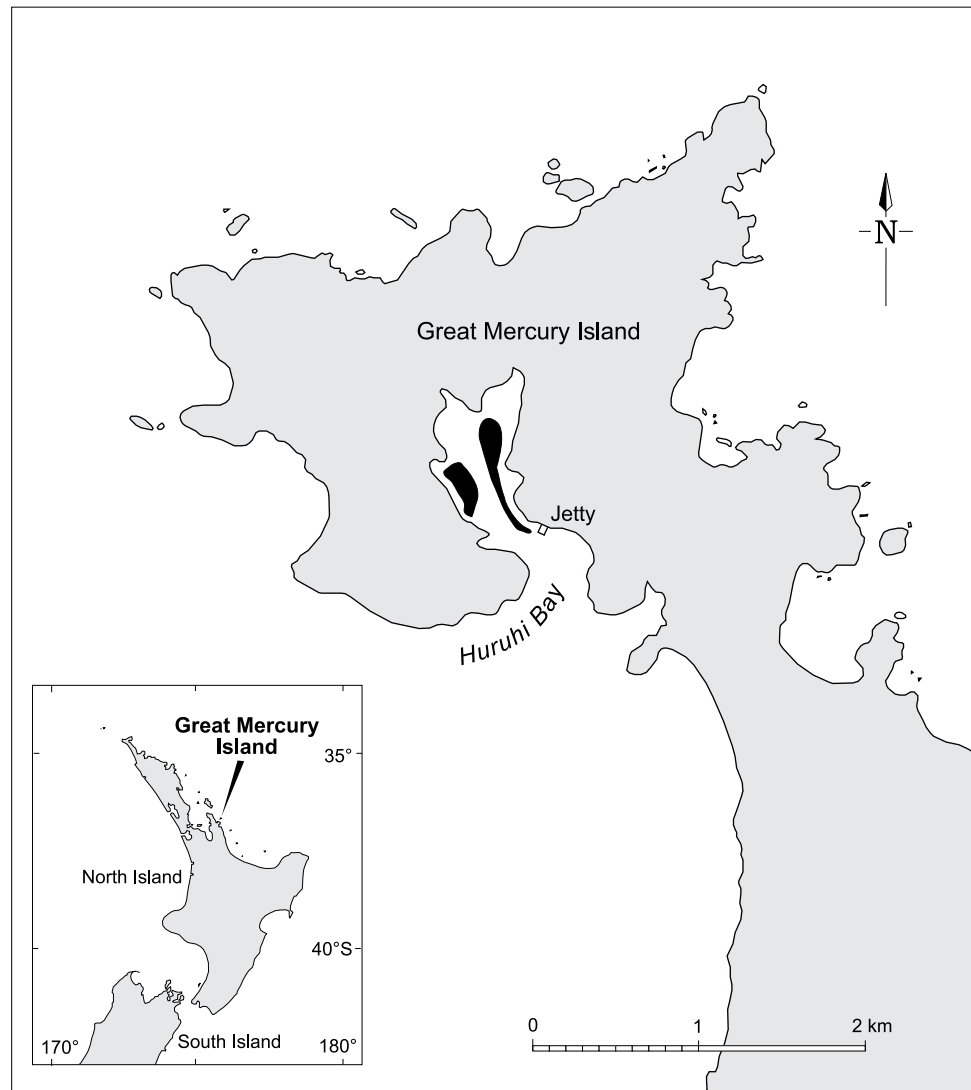 N
Great Mercury Island
Jetty
Huruhi Bay
Great Mercury
Island
35°
North Island
40°S
South Island
170°
180°
0
1
2 km